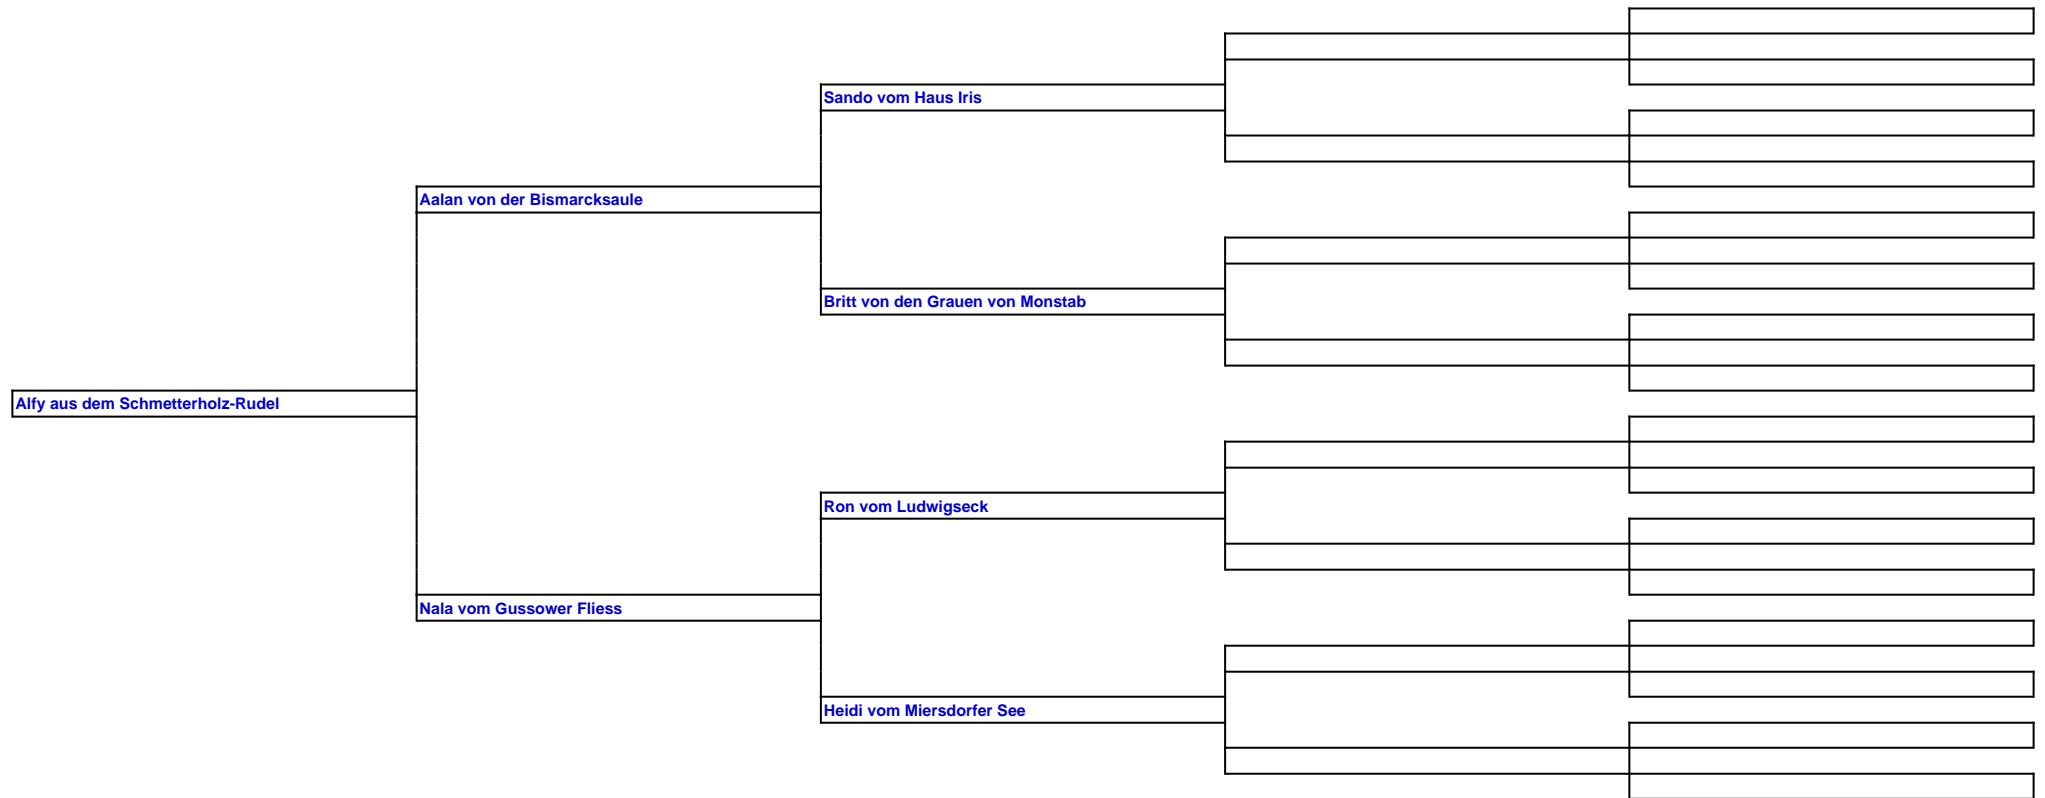 Sando vom Haus Iris
Aalan von der Bismarcksaule
Britt von den Grauen von Monstab
Alfy aus dem Schmetterholz-Rudel
Ron vom Ludwigseck
Nala vom Gussower Fliess
Heidi vom Miersdorfer See